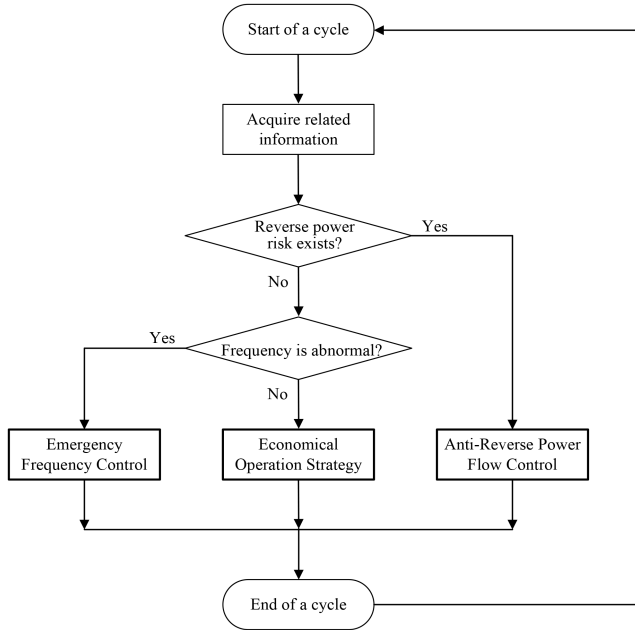 Start of a cycle
Acquire related
information
Reverse power
risk exists?
Yes
No
Yes
Frequency is abnormal?
No
Emergency
Frequency Control
Economical
Operation Strategy
Anti-Reverse Power
Flow Control
End of a cycle